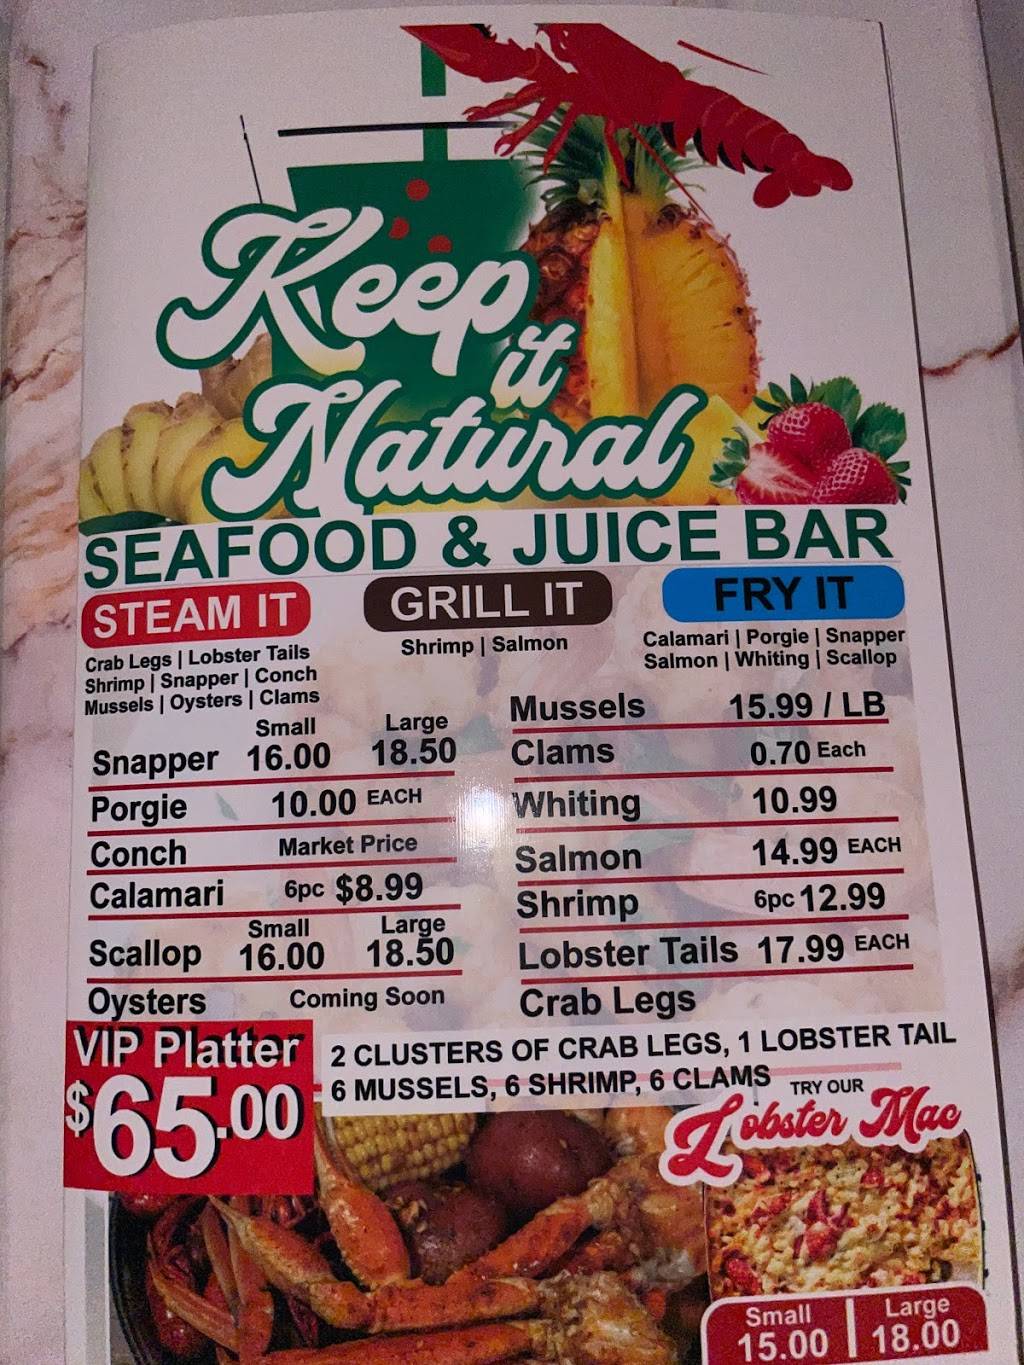 Keep
it
Natural
SEAFOOD & JUICE BAR
STEAM IT
Crab Legs | Lobster Tails
Shrimp | Snapper | Conch
Mussels | Oysters | Clams
GRILL IT
Shrimp | Salmon
FRY IT
Calamari | Porgie | Snapper
Salmon | Whiting | Scallop
Small Large
Snapper 16.00 18.50
Porgie 10.00 EACH
Conch Market Price
Calamari 6pc $8.99
Small Large
Scallop 16.00 18.50
Oysters Coming Soon
Mussels 15.99 / LB
Clams 0.70 Each
Whiting 10.99
Salmon 14.99 EACH
Shrimp 6pc 12.99
Lobster Tails 17.99 EACH
Crab Legs
VIP Platter
$65.00
2 CLUSTERS OF CRAB LEGS, 1 LOBSTER TAIL
6 MUSSELS, 6 SHRIMP, 6 CLAMS
TRY OUR
Lobster Mac
Small | Large
15.00 | 18.00